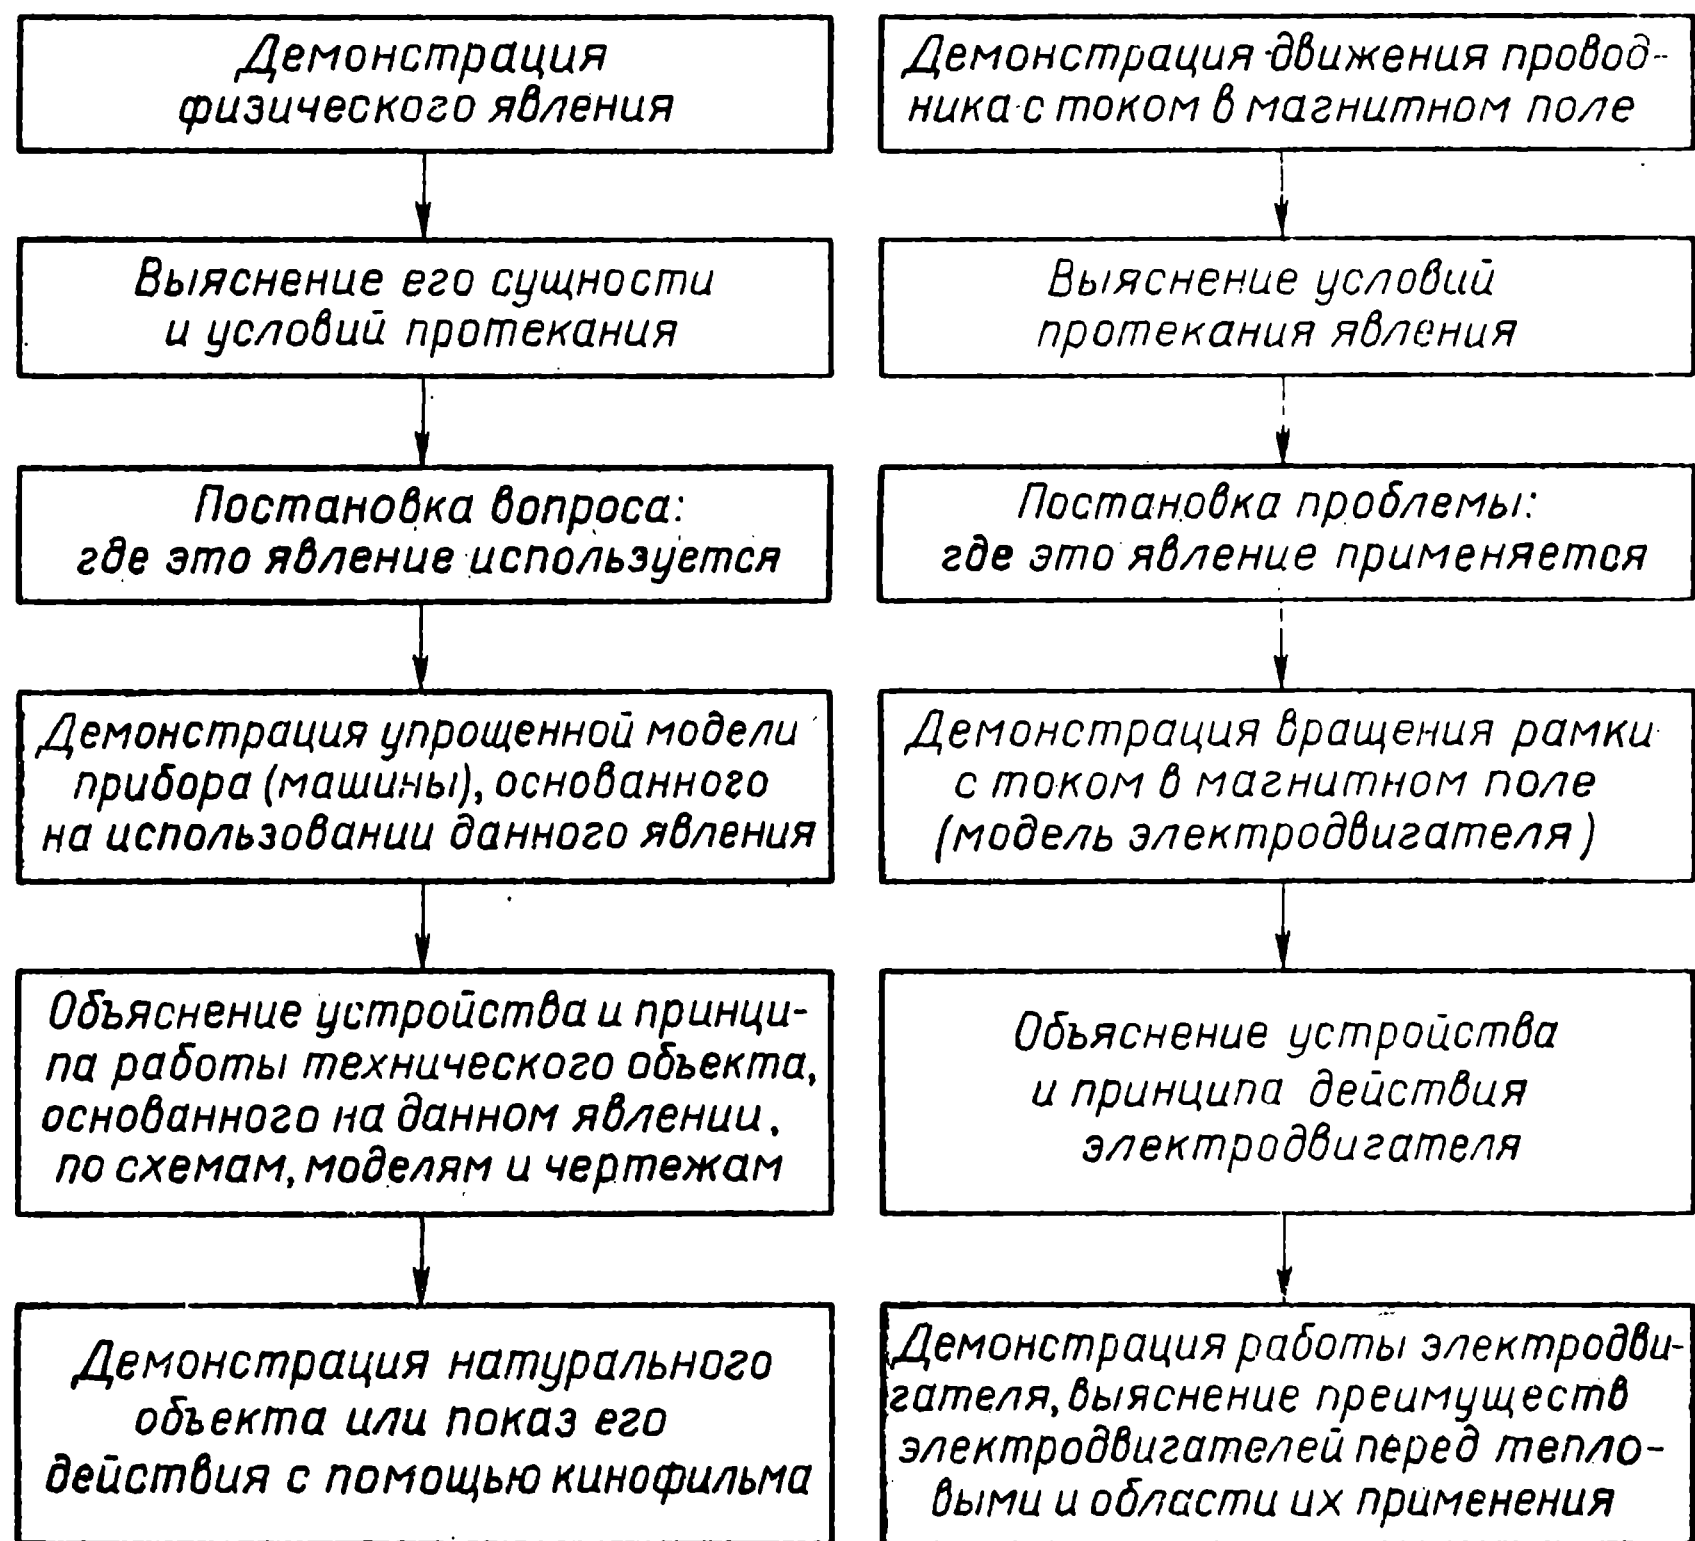 Демонстрация
физического явления
Выяснение его сущности
и условий протекания
Постановка вопроса:
где это явление используется
Демонстрация упрощенной модели
прибора (машины), основанного
на использовании данного явления
Объяснение устройства и принци-
па работы технического объекта,
основанного на данном явлении,
по схемам, моделям и чертежам
Демонстрация натурального
объекта или показ его
действия с помощью кинофильма
Демонстрация движения провод-
ника с током в магнитном поле
Выяснение условий
протекания явления
Постановка проблемы:
где это явление применяется
Демонстрация вращения рамки
с током в магнитном поле
(модель электродвигателя)
Объяснение устройства
и принципа действия
электродвигателя
Демонстрация работы электродви-
гателя, выяснение преимуществ
электродвигателей перед тепло-
выми и области их применения